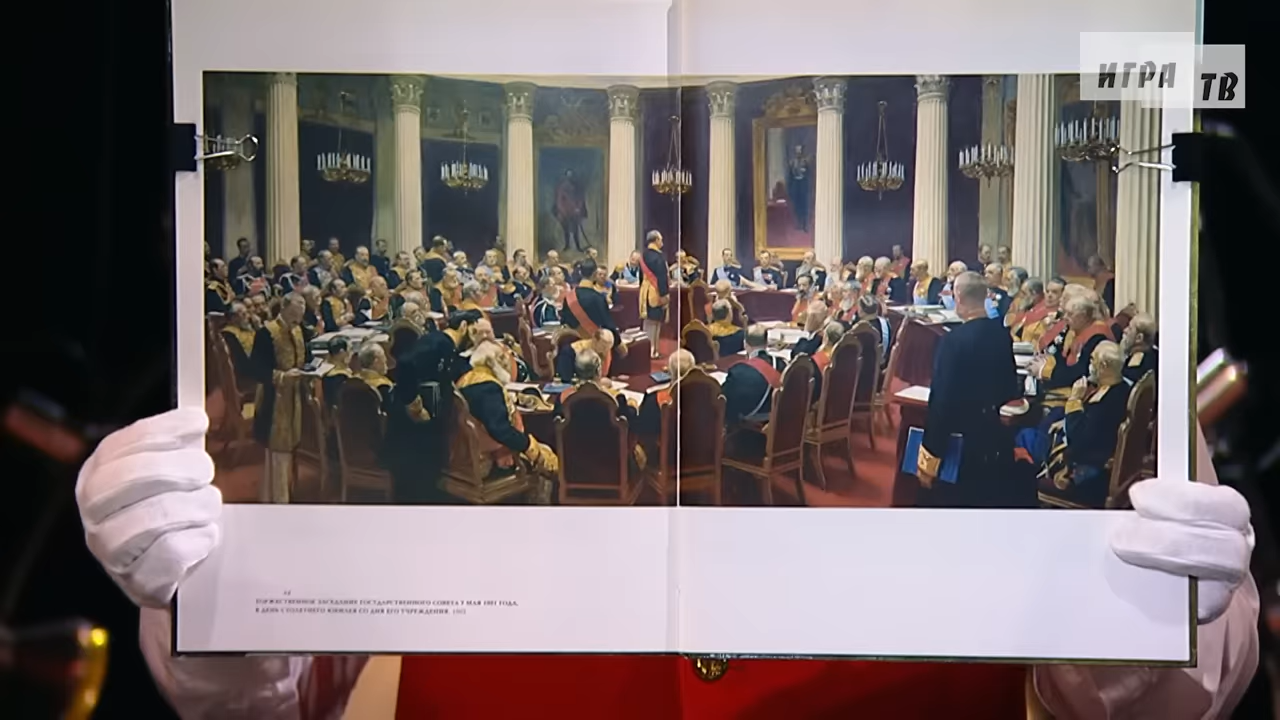 ИГРА
ТВ
ТОРЖЕСТВЕННОЕ ЗАСЕДАНИЕ ГОСУДАРСТВЕННОГО СОВЕТА 7 МАЯ 1901 ГОДА,
В ДЕНЬ СТОЛЕТНЕГО ЮБИЛЕЯ СО ДНЯ ЕГО УЧРЕЖДЕНИЯ. 1903